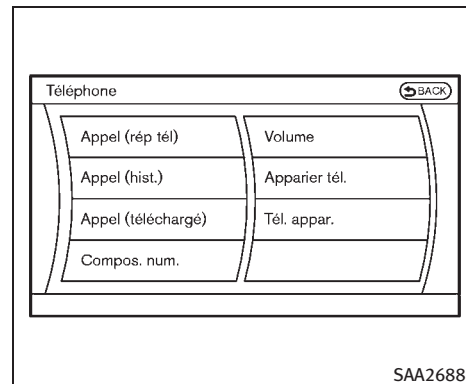 Téléphone
BACK
Appel (rép tél)
Volume
Appel (hist.)
Apparier tél.
Appel (téléchargé)
Tél. appar.
Compos. num.
SAA2688